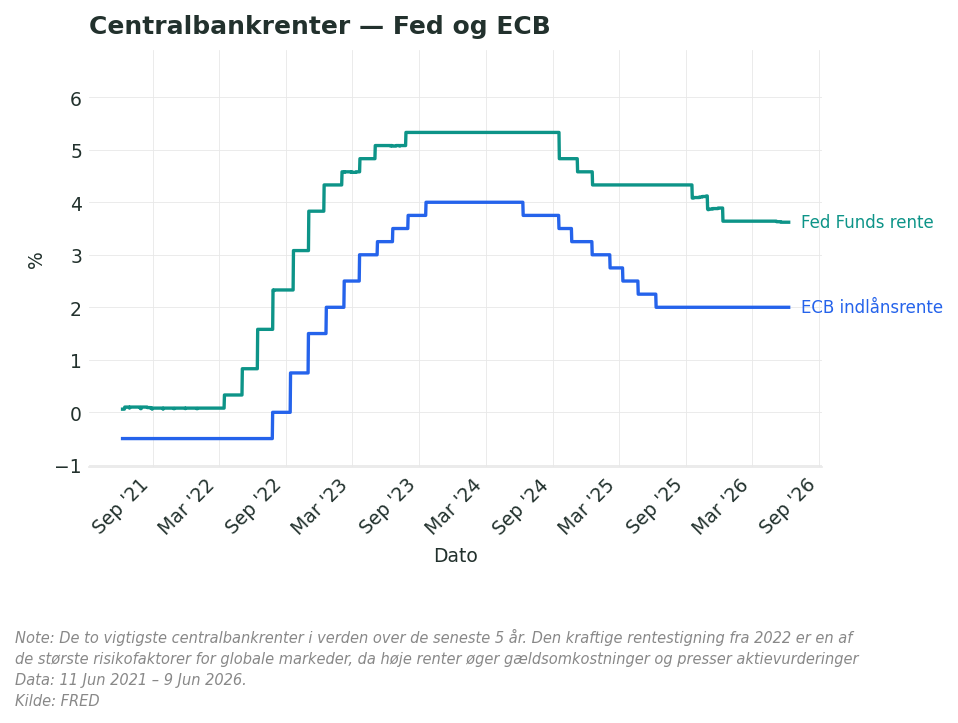 Centralbankrenter — Fed og ECB
6
5
4
3
2
1
0
−1
%
Fed Funds rente
ECB indlånsrente
Sep '21
Mar '22
Sep '22
Mar '23
Sep '23
Mar '24
Sep '24
Mar '25
Sep '25
Mar '26
Sep '26
Dato
Note: De to vigtigste centralbankrenter i verden over de seneste 5 år. Den kraftige rentestigning fra 2022 er en af
de største risikofaktorer for globale markeder, da høje renter øger gældsomkostninger og presser aktievurderinger
Data: 11 Jun 2021 – 9 Jun 2026.
Kilde: FRED